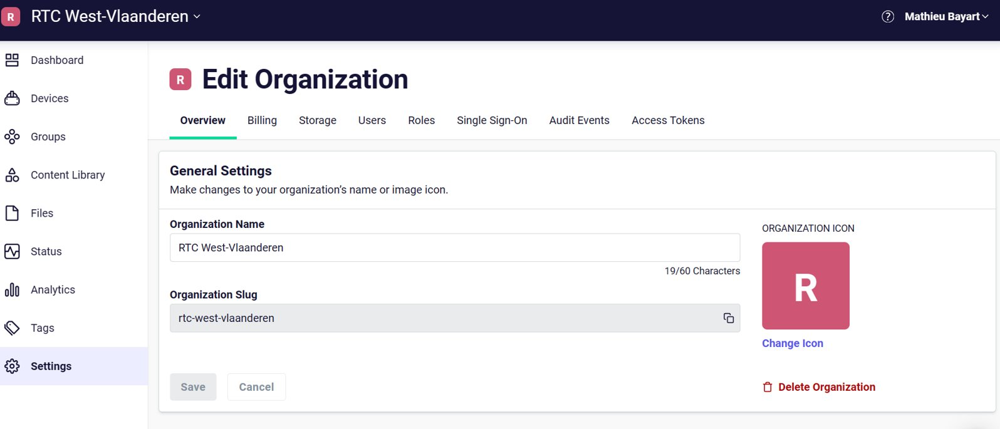 R RTC West-Vlaanderen
Mathieu Bayart
Dashboard
Devices
Groups
Content Library
Files
Status
Analytics
Tags
Settings
R Edit Organization
Overview Billing Storage Users Roles Single Sign-On Audit Events Access Tokens
General Settings
Make changes to your organization’s name or image icon.
Organization Name
RTC West-Vlaanderen
19/60 Characters
Organization Slug
rtc-west-vlaanderen
Save Cancel
ORGANIZATION ICON
R
Change Icon
Delete Organization